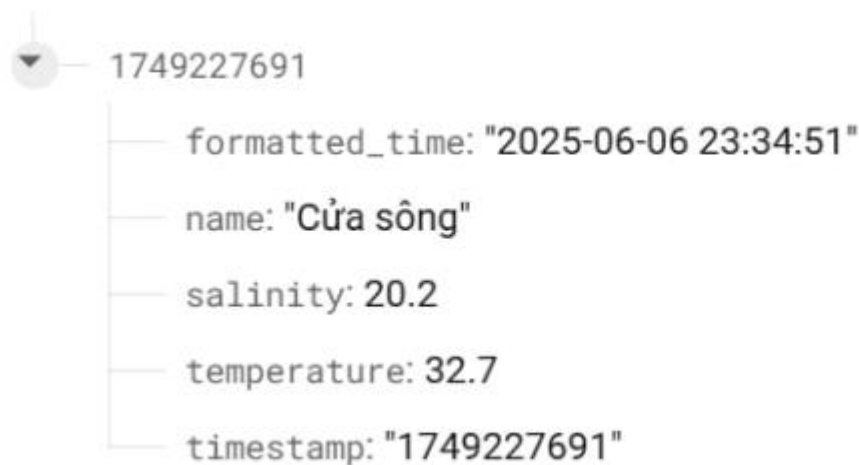 1749227691
formatted_time: "2025-06-06 23:34:51"
name: "Cửa sông"
salinity: 20.2
temperature: 32.7
timestamp: "1749227691"